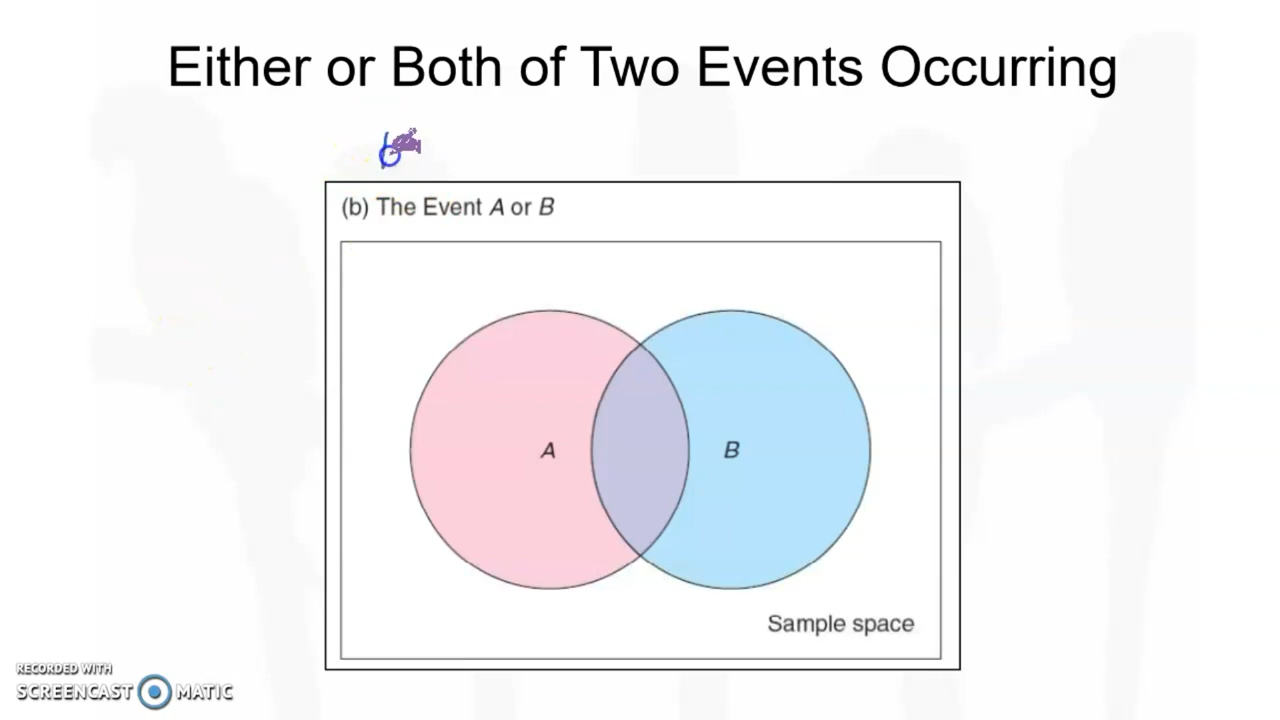 Either or Both of Two Events Occurring
(b) The Event A or B
A
B
Sample space
RECORDED WITH
SCREENCAST MATIC